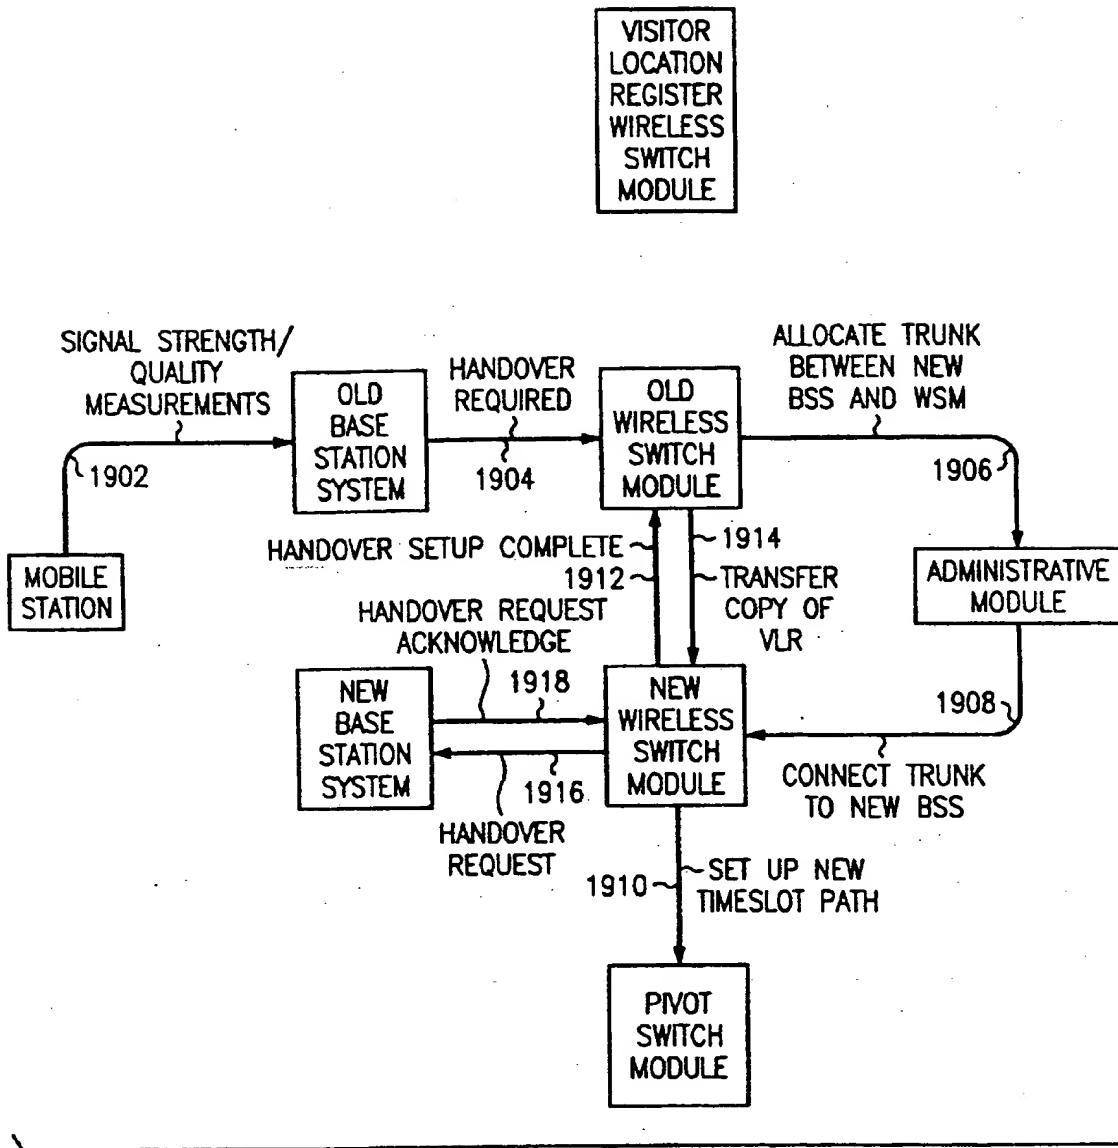 VISITOR
LOCATION
REGISTER
WIRELESS
SWITCH
MODULE
SIGNAL STRENGTH/
QUALITY
MEASUREMENTS
1902
MOBILE
STATION
OLD
BASE
STATION
SYSTEM
HANDOVER
REQUIRED
1904
OLD
WIRELESS
SWITCH
MODULE
ALLOCATE TRUNK
BETWEEN NEW
BSS AND WSM
1906
ADMINISTRATIVE
MODULE
HANDOVER SETUP COMPLETE
1912
1914
TRANSFER
COPY OF
VLR
HANDOVER REQUEST
ACKNOWLEDGE
1918
NEW
BASE
STATION
SYSTEM
1916
HANDOVER
REQUEST
NEW
WIRELESS
SWITCH
MODULE
1908
CONNECT TRUNK
TO NEW BSS
1910
SET UP NEW
TIMESLOT PATH
PIVOT
SWITCH
MODULE